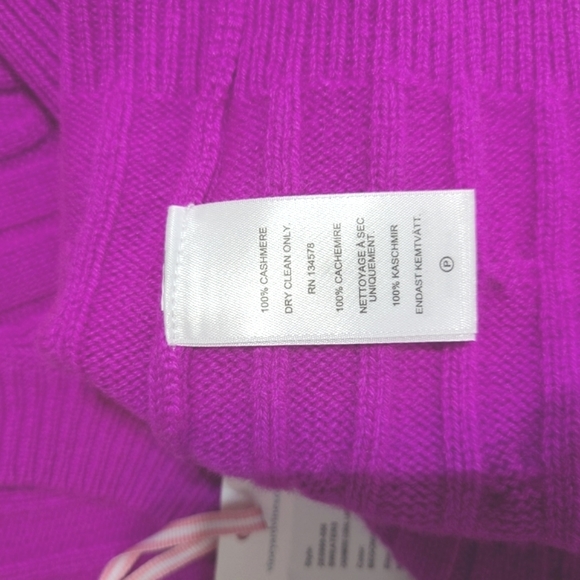 100% CASHMERE
DRY CLEAN ONLY.
RN 134578
100% CACHEMIRE
NETTOYAGE À SEC
UNIQUEMENT.
100% KASCHMIR
ENDAST KEMTVÄTT.
P